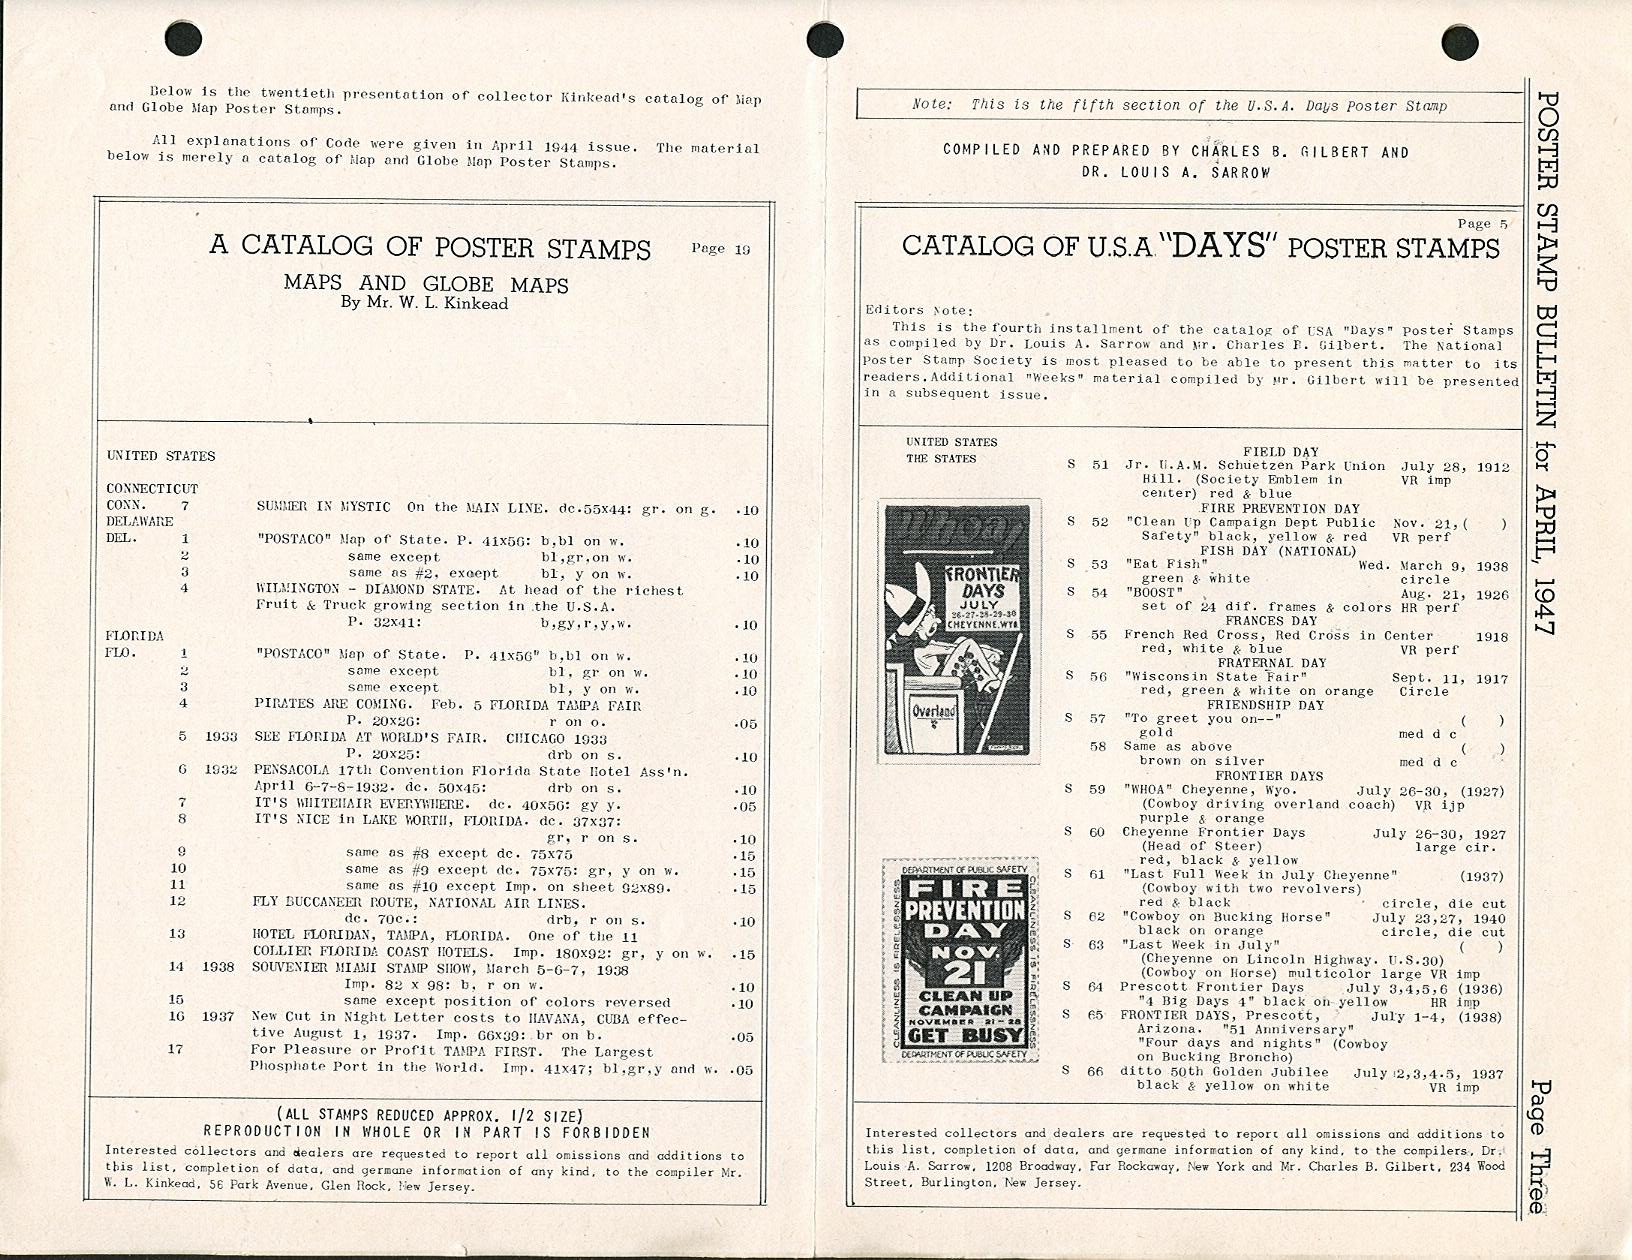 Below is the twentieth presentation of collector Kinkead's catalog of Map
and Globe Map Poster Stamps.
All explanations of Code were given in April 1944 issue. The material
below is merely a catalog of Map and Globe Map Poster Stamps.
A CATALOG OF POSTER STAMPS Page 19
MAPS AND GLOBE MAPS
By Mr. W. L. Kinkead
UNITED STATES
CONNECTICUT
CONN. 7 SUMMER IN MYSTIC On the MAIN LINE. dc.55x44: gr. on g. .10
DELAWARE
DEL. 1 "POSTACO" Map of State. P. 41x56: b,bl on w. .10
2 same except bl,gr,on w. .10
3 same as #2, except bl, y on w. .10
4 WILMINGTON - DIAMOND STATE. At head of the richest
Fruit & Truck growing section in the U.S.A.
P. 32x41: b,gy,r,y,w. .10
FLORIDA
FLO. 1 "POSTACO" Map of State. P. 41x56" b,bl on w. .10
2 same except bl, gr on w. .10
3 same except bl, y on w. .10
4 PIRATES ARE COMING. Feb. 5 FLORIDA TAMPA FAIR
P. 20x26: r on o. .05
5 1933 SEE FLORIDA AT WORLD'S FAIR. CHICAGO 1933
P. 20x25: drb on s. .10
6 1932 PENSACOLA 17th Convention Florida State Hotel Ass'n.
April 6-7-8-1932. dc. 50x45: drb on s. .10
7 IT'S WHITEHAIR EVERYWHERE. dc. 40x56: gy y. .05
8 IT'S NICE in LAKE WORTH, FLORIDA. dc. 37x37:
gr, r on s. .10
9 same as #8 except dc. 75x75 .15
10 same as #9 except dc. 75x75: gr, y on w. .15
11 same as #10 except Imp. on sheet 92x89. .15
12 FLY BUCCANEER ROUTE, NATIONAL AIR LINES.
dc. 70c.: drb, r on s. .10
13 HOTEL FLORIDAN, TAMPA, FLORIDA. One of the 11
COLLIER FLORIDA COAST HOTELS. Imp. 180x92: gr, y on w. .15
14 1938 SOUVENIER MIAMI STAMP SHOW, March 5-6-7, 1938
Imp. 82 x 98: b, r on w. .10
15 same except position of colors reversed .10
16 1937 New Cut in Night Letter costs to HAVANA, CUBA effec-
tive August 1, 1937. Imp. 66x39: br on b. .05
17 For Pleasure or Profit TAMPA FIRST. The Largest
Phosphate Port in the World. Imp. 41x47; bl,gr,y and w. .05
(ALL STAMPS REDUCED APPROX. 1/2 SIZE)
REPRODUCTION IN WHOLE OR IN PART IS FORBIDDEN
Interested collectors and dealers are requested to report all omissions and additions to
this list, completion of data, and germane information of any kind, to the compiler Mr.
W. L. Kinkead, 56 Park Avenue, Glen Rock, New Jersey.
Note: This is the fifth section of the U.S.A. Days Poster Stamp
COMPILED AND PREPARED BY CHARLES B. GILBERT AND
DR. LOUIS A. SARROW
Page 5
CATALOG OF U.S.A. "DAYS" POSTER STAMPS
Editors Note:
This is the fourth installment of the catalog of USA "Days" Poster Stamps
as compiled by Dr. Louis A. Sarrow and Mr. Charles B. Gilbert. The National
Poster Stamp Society is most pleased to be able to present this matter to its
readers. Additional "Weeks" material compiled by Mr. Gilbert will be presented
in a subsequent issue.
UNITED STATES
THE STATES
Whoa!
FRONTIER
DAYS
JULY
26-27-28-29-30
CHEYENNE.WYO.
Overland
DEPARTMENT OF PUBLIC SAFETY
CLEANLINESS IS FIRELESSNESS
FIRE
PREVENTION
DAY
NOV.
21
CLEAN UP
CAMPAIGN
NOVEMBER 21-28
GET BUSY
CLEANLINESS IS FIRELESSNESS
DEPARTMENT OF PUBLIC SAFETY
FIELD DAY
S 51 Jr. U.A.M. Schuetzen Park Union July 28, 1912
Hill. (Society Emblem in VR imp
center) red & blue
FIRE PREVENTION DAY
S 52 "Clean Up Campaign Dept Public Nov. 21,( )
Safety" black, yellow & red VR perf
FISH DAY (NATIONAL)
S 53 "Eat Fish" Wed. March 9, 1938
green & white circle
S 54 "BOOST" Aug. 21, 1926
set of 24 dif. frames & colors HR perf
FRANCES DAY
S 55 French Red Cross, Red Cross in Center 1918
red, white & blue VR perf
FRATERNAL DAY
S 56 "Wisconsin State Fair" Sept. 11, 1917
red, green & white on orange Circle
FRIENDSHIP DAY
S 57 "To greet you on--" ( )
gold med d c
58 Same as above ( )
brown on silver med d c
FRONTIER DAYS
S 59 "WHOA" Cheyenne, Wyo. July 26-30, (1927)
(Cowboy driving overland coach) VR ijp
purple & orange
S 60 Cheyenne Frontier Days July 26-30, 1927
(Head of Steer) large cir.
red, black & yellow
S 61 "Last Full Week in July Cheyenne" (1937)
(Cowboy with two revolvers)
red & black circle, die cut
S 62 "Cowboy on Bucking Horse" July 23,27, 1940
black on orange circle, die cut
S 63 "Last Week in July" ( )
(Cheyenne on Lincoln Highway. U.S.30)
(Cowboy on Horse) multicolor large VR imp
S 64 Prescott Frontier Days July 3,4,5,6 (1936)
"4 Big Days 4" black on yellow HR imp
S 65 FRONTIER DAYS, Prescott, July 1-4, (1938)
Arizona. "51 Anniversary"
"Four days and nights" (Cowboy
on Bucking Broncho)
S 66 ditto 50th Golden Jubilee July 2,3,4.5, 1937
black & yellow on white VR imp
Interested collectors and dealers are requested to report all omissions and additions to
this list, completion of data, and germane information of any kind, to the compilers, Dr.
Louis A. Sarrow, 1208 Broadway, Far Rockaway, New York and Mr. Charles B. Gilbert, 234 Wood
Street, Burlington, New Jersey.
POSTER STAMP BULLETIN for APRIL, 1947
Page Three